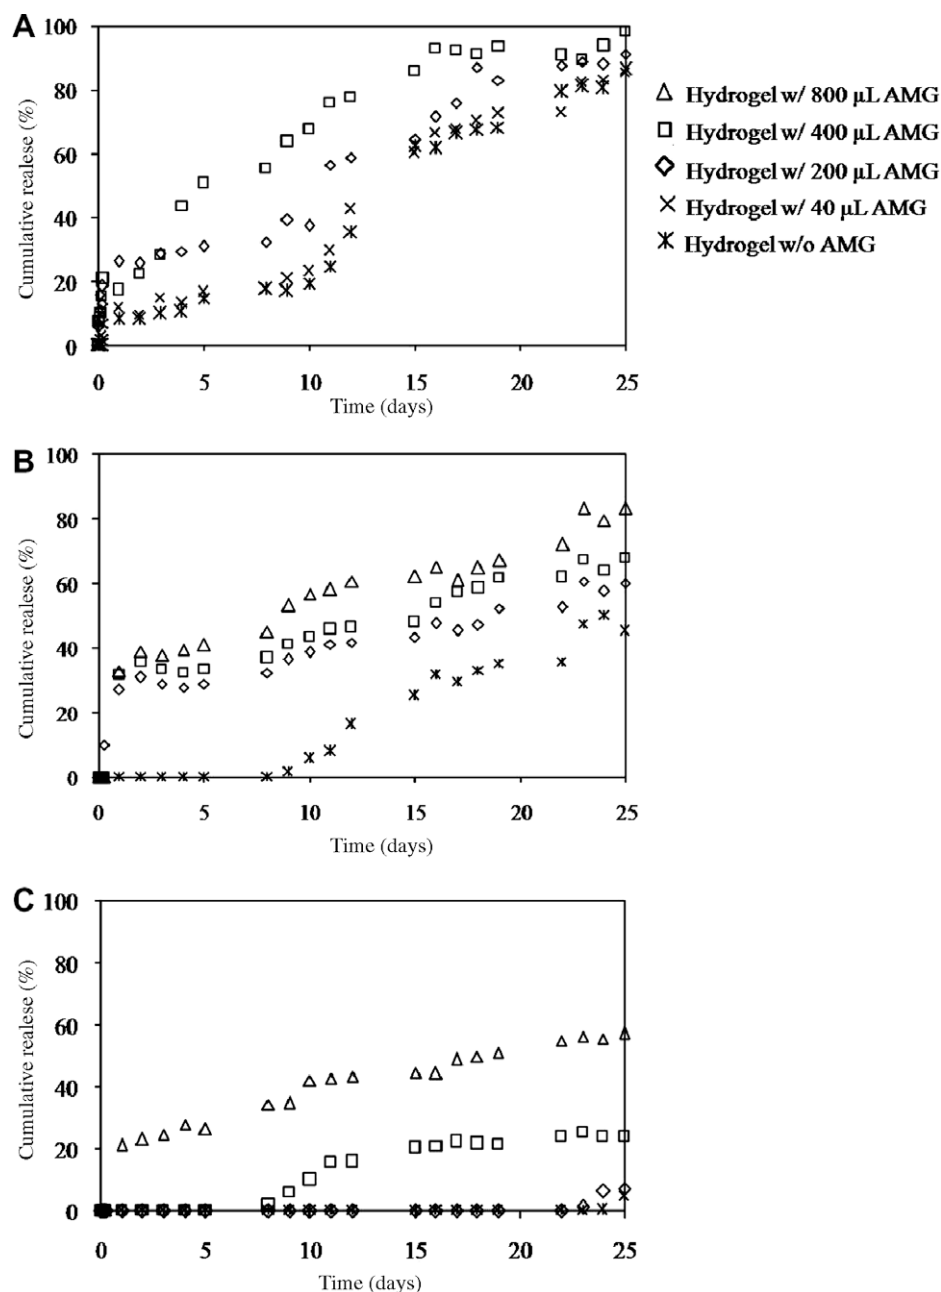 A
100
80
60
40
20
0
Cumulative realese (%)
0 5 10 15 20 25
Time (days)
Hydrogel w/ 800 µL AMG
Hydrogel w/ 400 µL AMG
Hydrogel w/ 200 µL AMG
Hydrogel w/ 40 µL AMG
Hydrogel w/o AMG
B
100
80
60
40
20
0
Cumulative realese (%)
0 5 10 15 20 25
Time (days)
C
100
80
60
40
20
0
Cumulative realese (%)
0 5 10 15 20 25
Time (days)